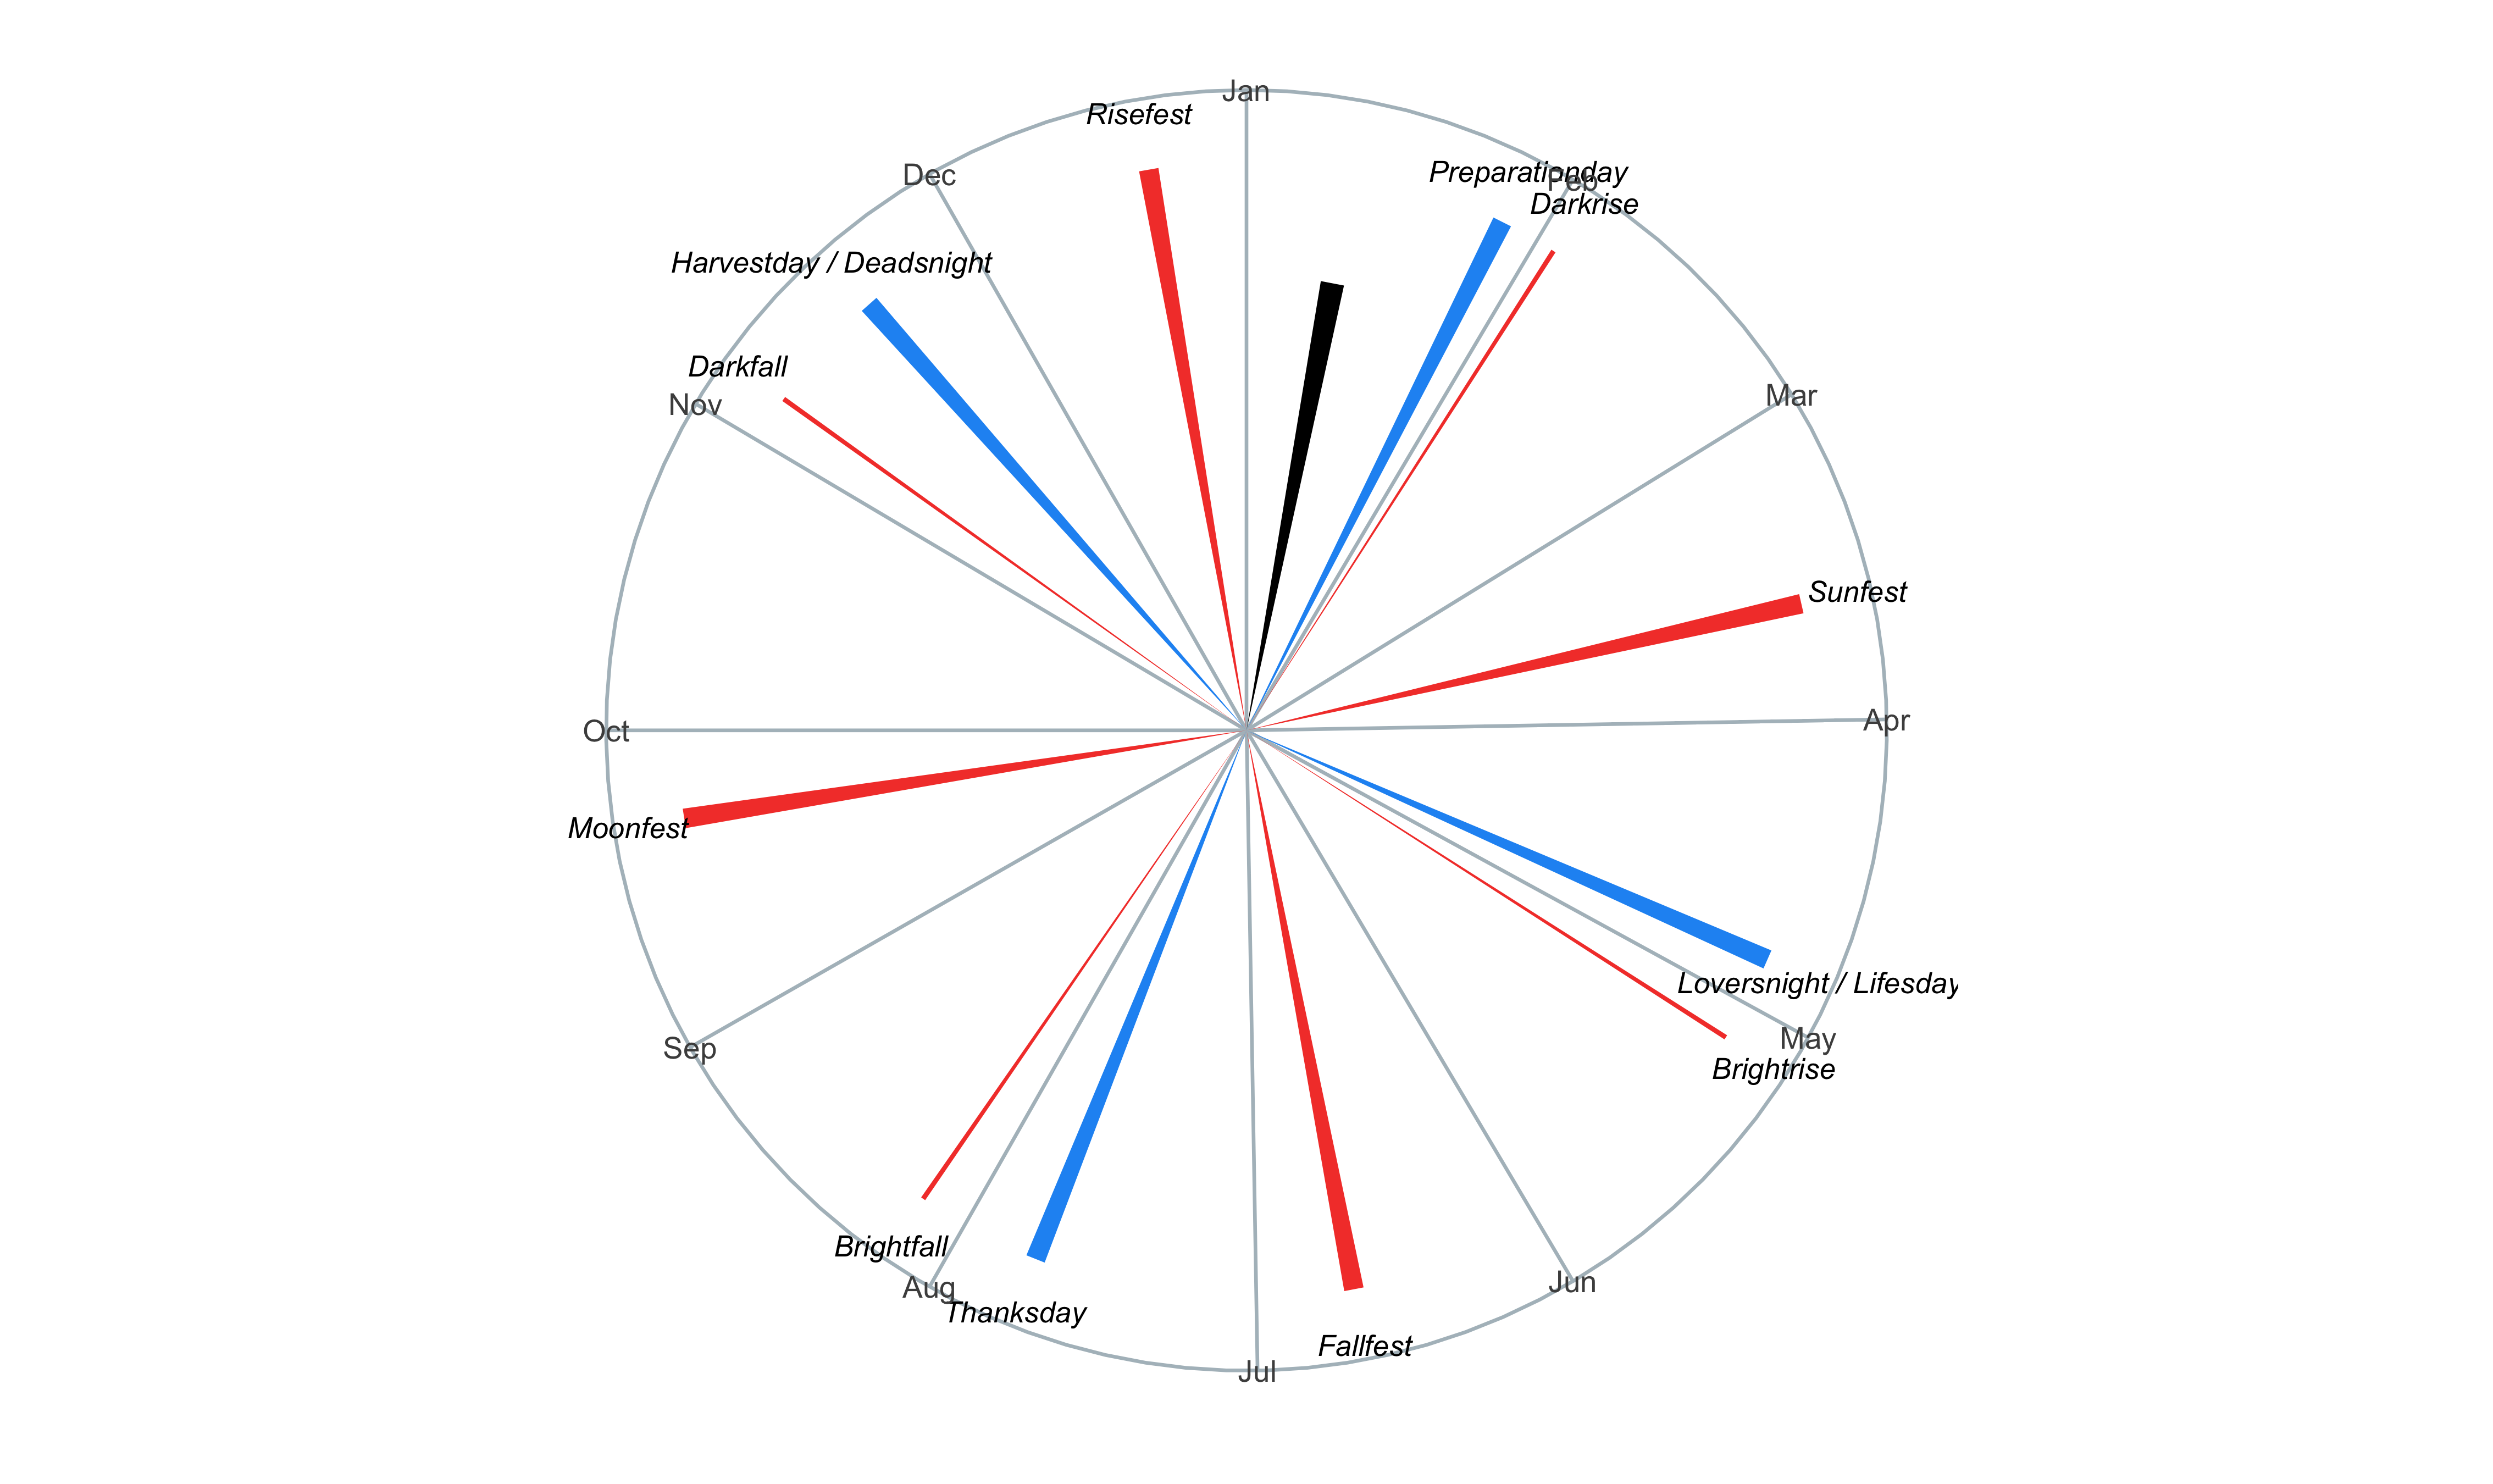 Jan
Risefest
Preparationday
Dec
Feb
Darkrise
Harvestday / Deadsnight
Darkfall
Mar
Nov
Sunfest
Apr
Oct
Moonfest
Loversnight / Lifesday
May
Sep
Brightrise
Brightfall
Jun
Aug
Thanksday
Fallfest
Jul